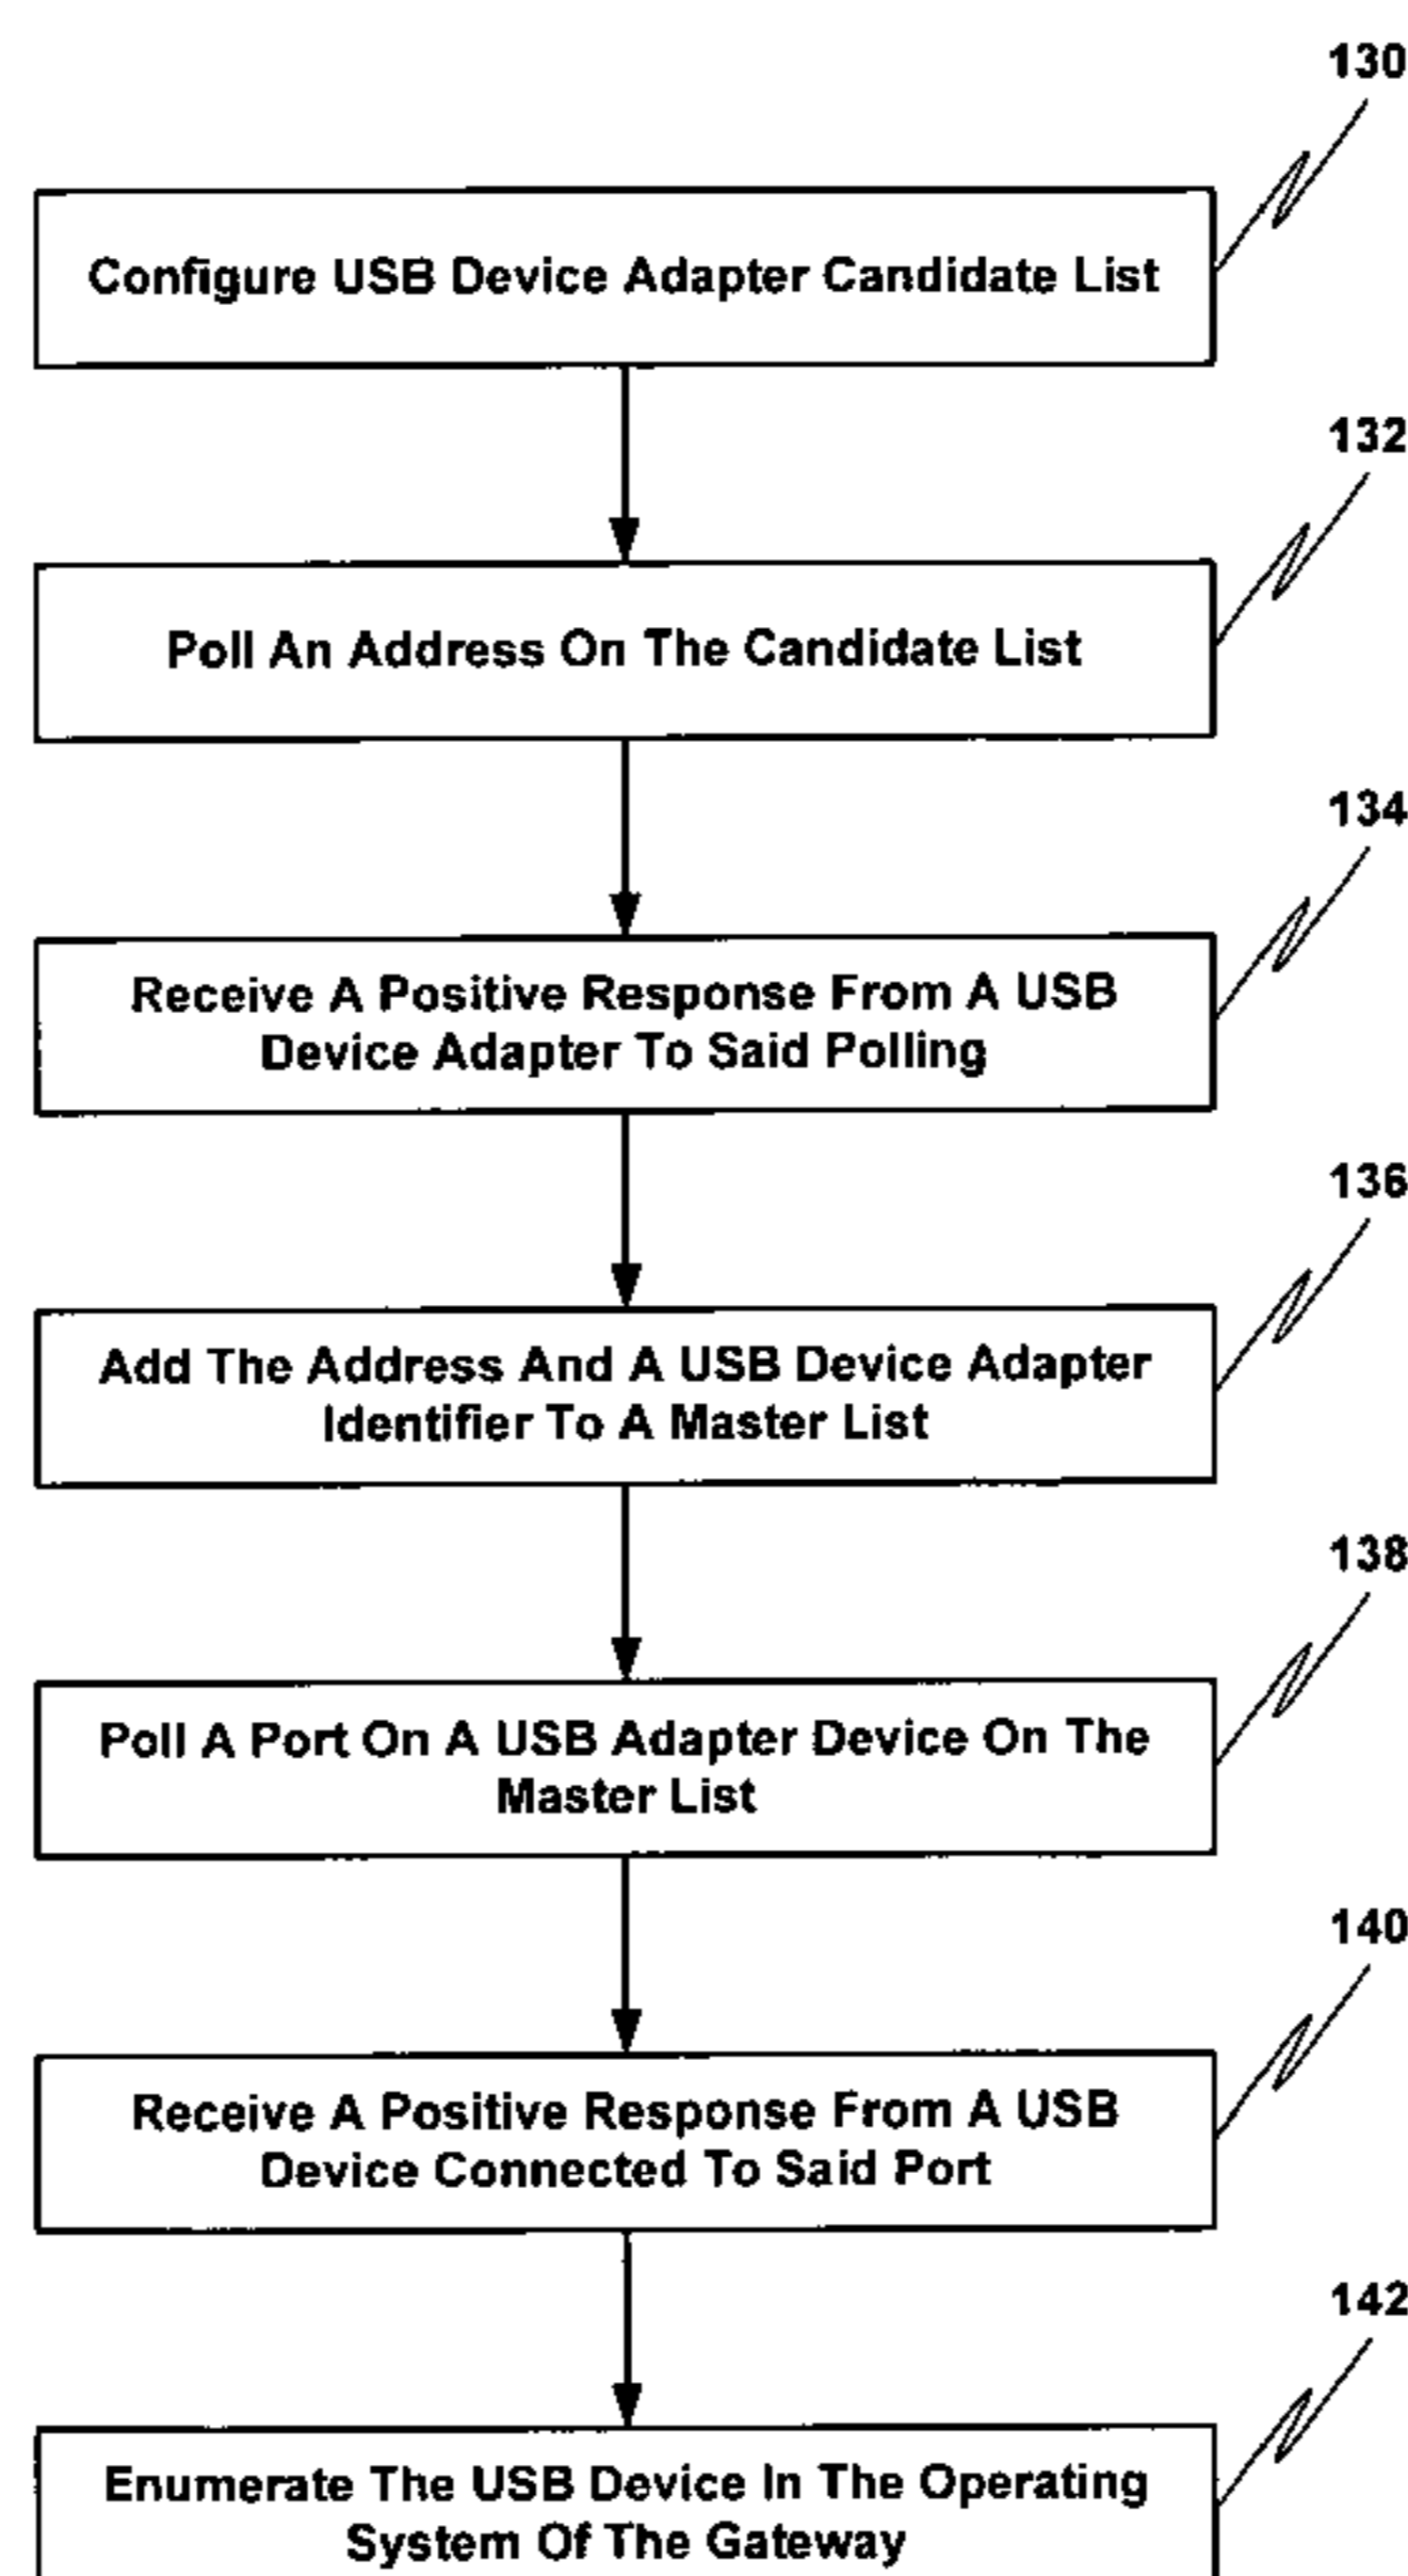 130
Configure USB Device Adapter Candidate List
132
Poll An Address On The Candidate List
134
Receive A Positive Response From A USB
Device Adapter To Said Polling
136
Add The Address And A USB Device Adapter
Identifier To A Master List
138
Poll A Port On A USB Adapter Device On The
Master List
140
Receive A Positive Response From A USB
Device Connected To Said Port
142
Enumerate The USB Device In The Operating
System Of The Gateway